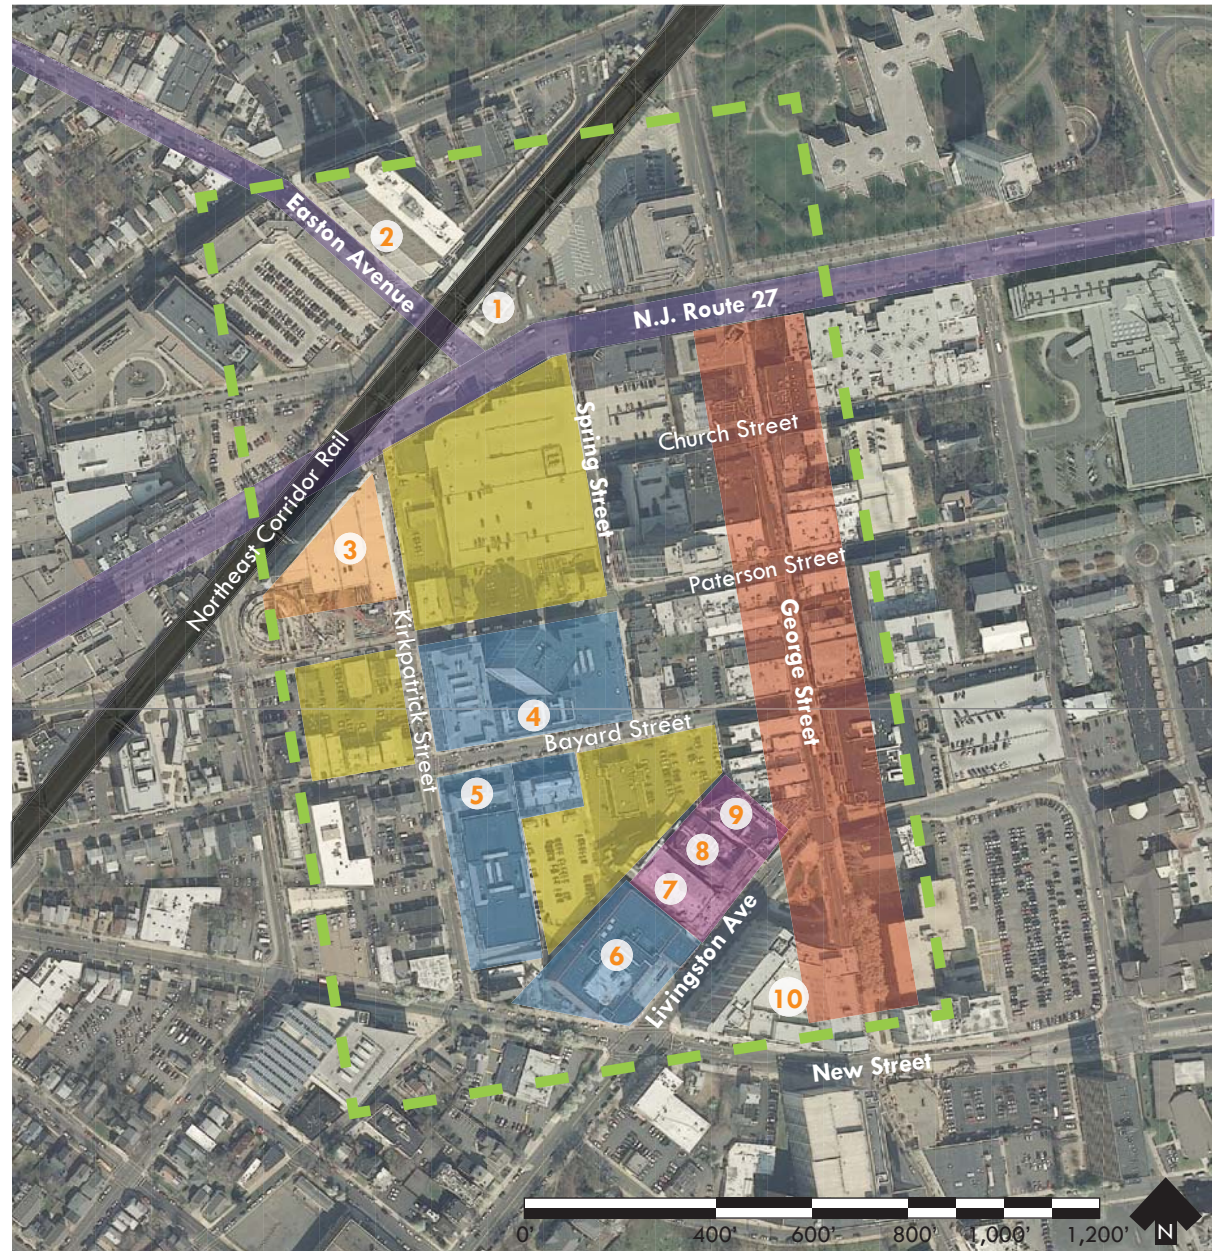 Easton Avenue
2
1
N.J. Route 27
Spring Street
Church Street
Northeast Corridor Rail
3
Paterson Street
Kirkpatrick Street
George Street
4
Bayard Street
5
9
8
7
6
Livingston Ave
10
New Street
0' 400' 600' 800' 1,000' 1,200'
N